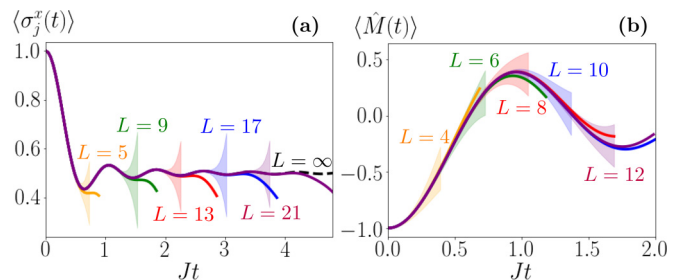 ⟨σ_j^x(t)⟩ (a)
1.0
0.8
0.6
0.4
L = 5
L = 9
L = 13
L = 17
L = 21
L = ∞
0 1 2 3 4
Jt
⟨M̂(t)⟩ (b)
0.5
0.0
−0.5
−1.0
L = 4
L = 6
L = 8
L = 10
L = 12
0.0 0.5 1.0 1.5 2.0
Jt